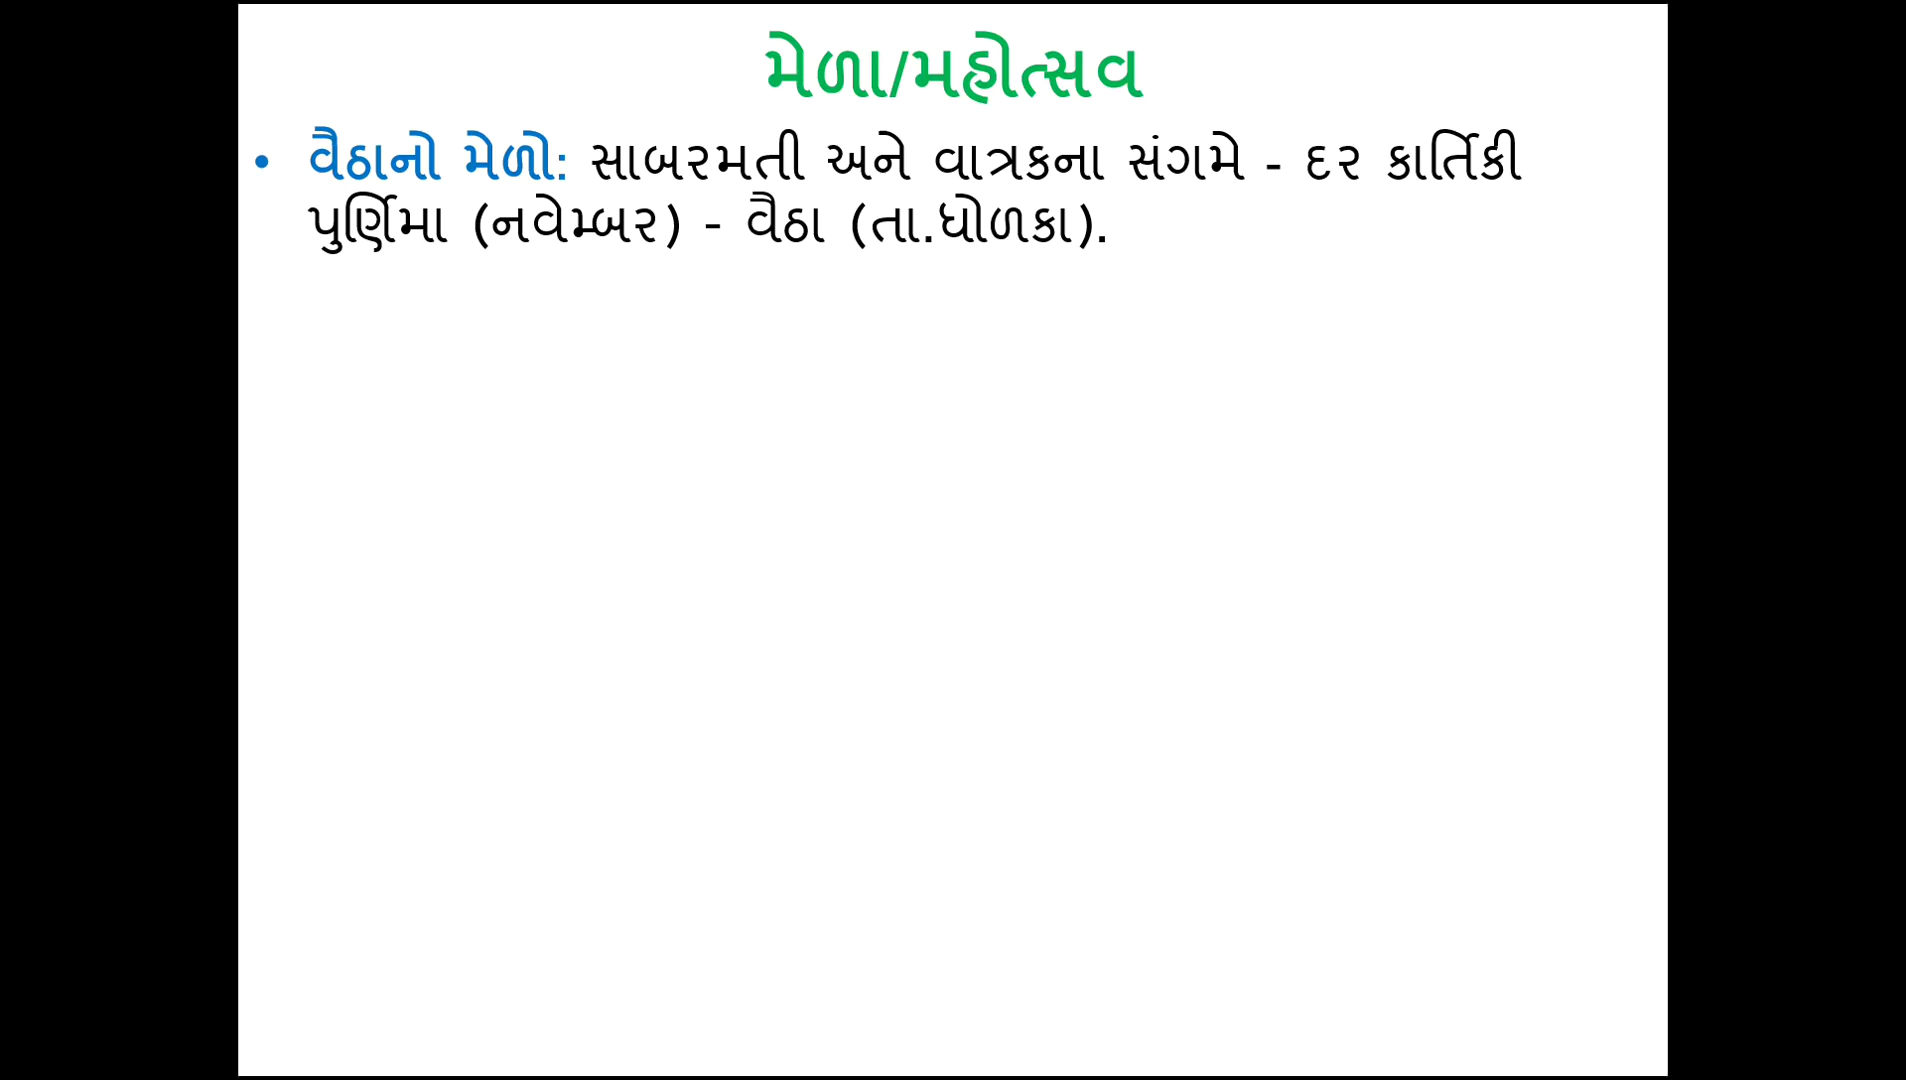 મેળા/મહોત્સવ
• વૈઠાનો મેળો: સાબરમતી અને વાત્રકના સંગમે - દર કાર્તિકી
પુર્ણિમા (નવેમ્બર) - વૈઠા (તા.ધોળકા).